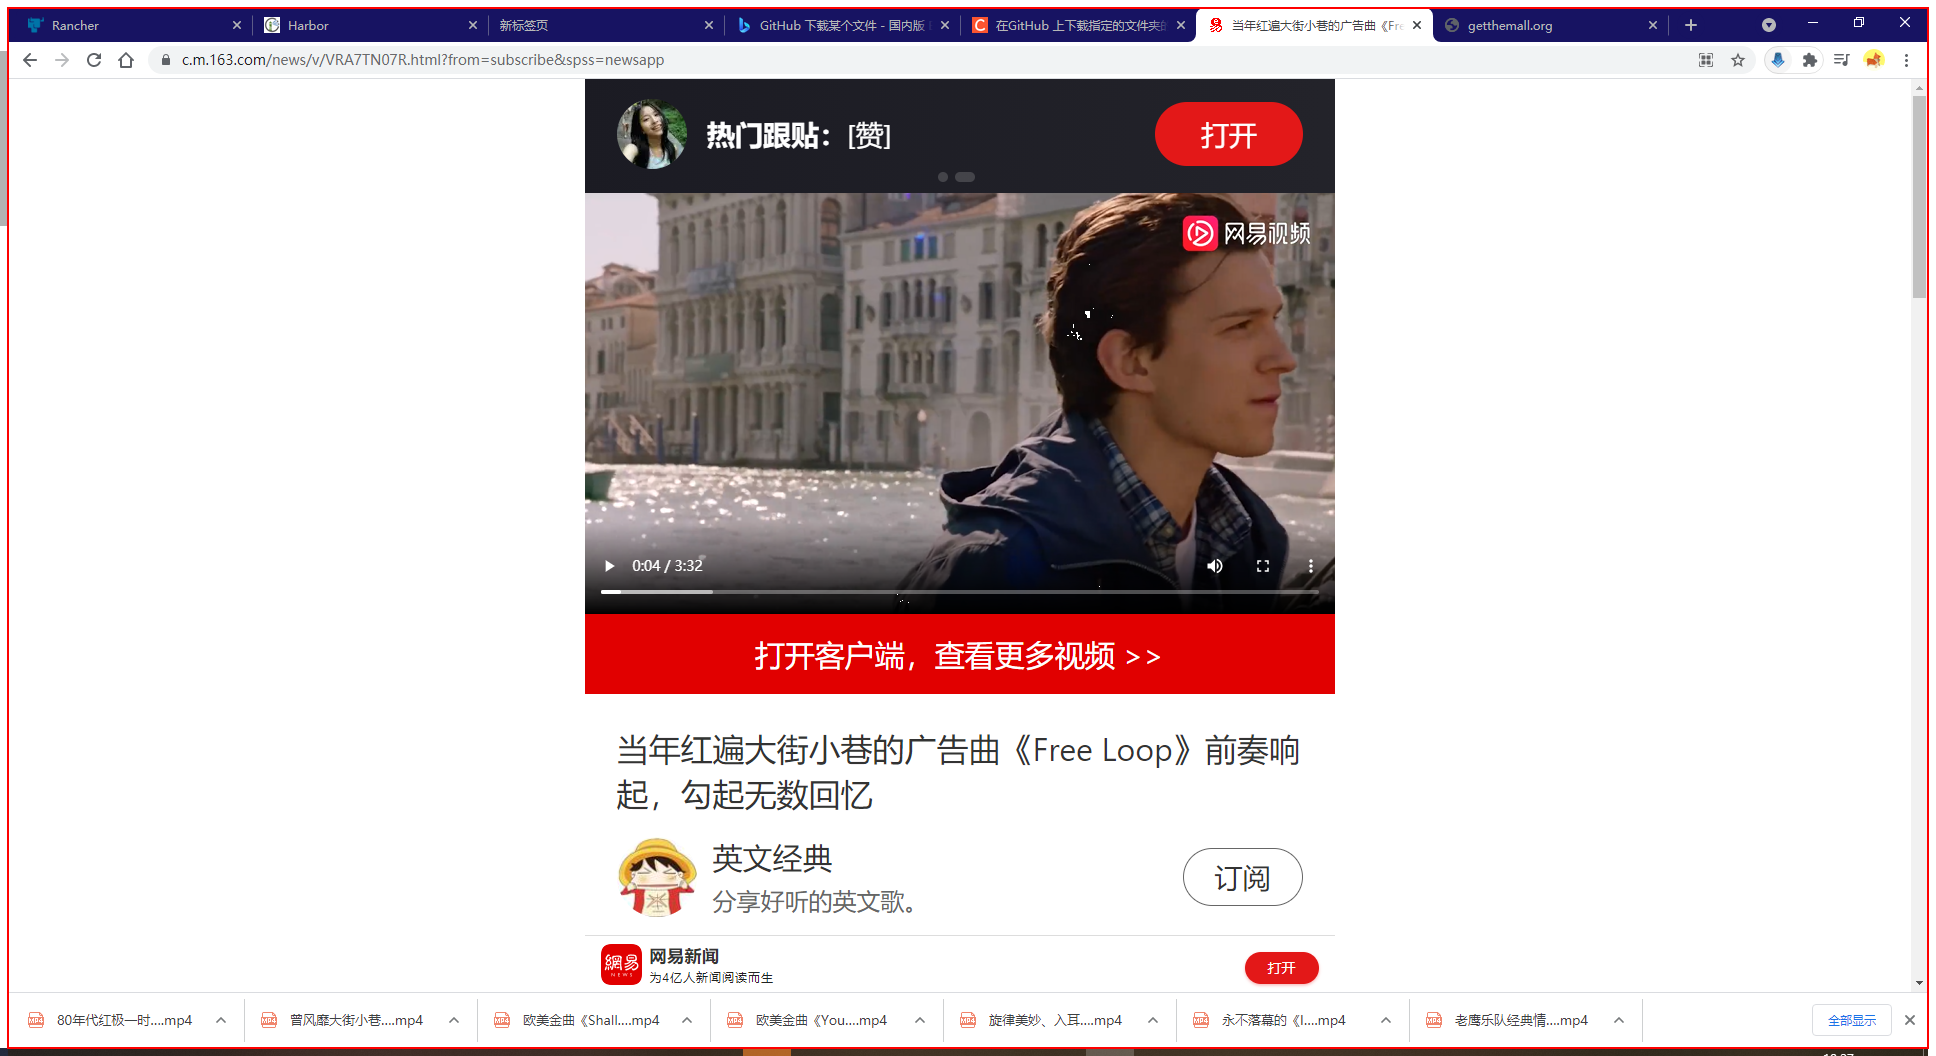 Rancher
Harbor
新标签页
GitHub 下载某个文件 - 国内版
在GitHub 上下载指定的文件夹的
当年红遍大街小巷的广告曲《Fre
getthemall.org
c.m.163.com/news/v/VRA7TN07R.html?from=subscribe&spss=newsapp
热门跟贴：[赞]
打开
网易视频
0:04 / 3:32
打开客户端，查看更多视频 >>
当年红遍大街小巷的广告曲《Free Loop》前奏响
起，勾起无数回忆
英文经典
分享好听的英文歌。
订阅
網易
NEWS
网易新闻
为4亿人新闻阅读而生
打开
80年代红极一时....mp4
曾风靡大街小巷....mp4
欧美金曲《Shall....mp4
欧美金曲《You....mp4
旋律美妙、入耳....mp4
永不落幕的《I....mp4
老鹰乐队经典情....mp4
全部显示